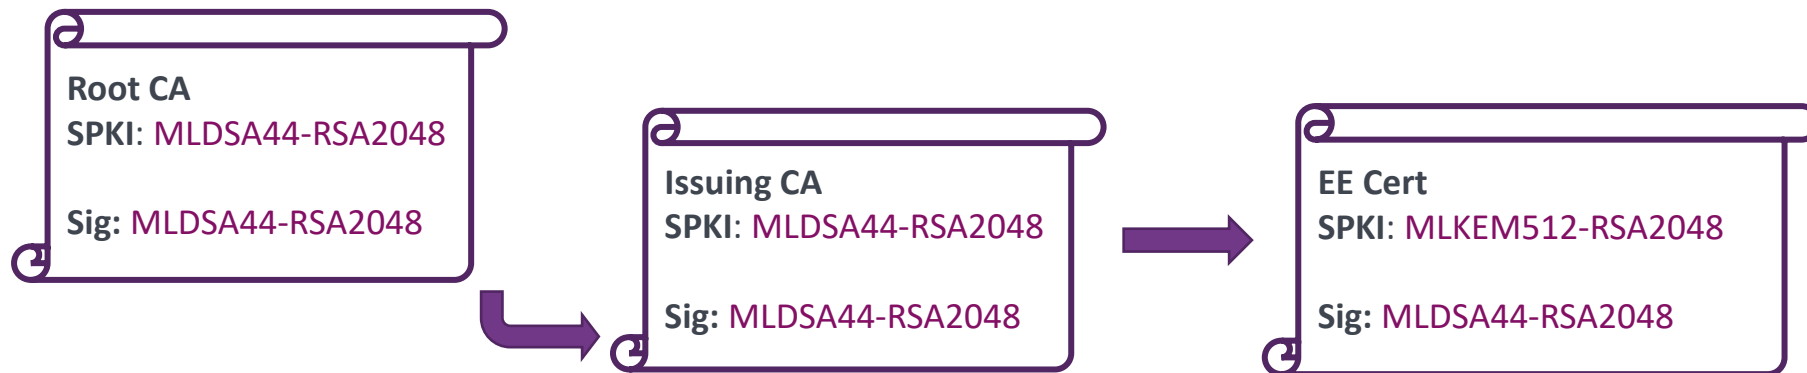 Root CA
SPKI: MLDSA44-RSA2048
Sig: MLDSA44-RSA2048
Issuing CA
SPKI: MLDSA44-RSA2048
Sig: MLDSA44-RSA2048
EE Cert
SPKI: MLKEM512-RSA2048
Sig: MLDSA44-RSA2048